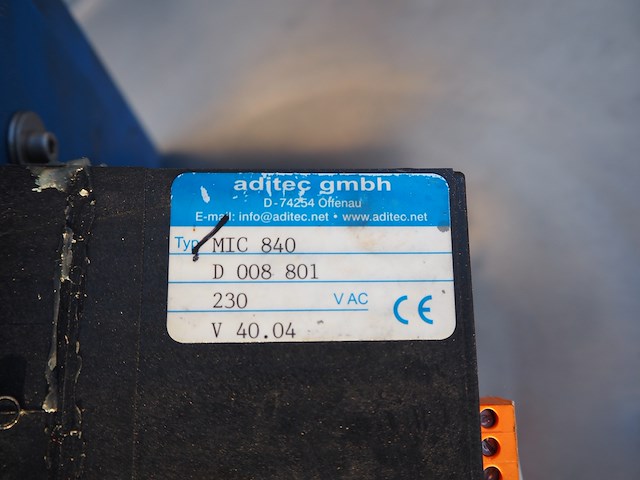 aditec gmbh
D-74254 Offenau
E-mail: info@aditec.net • www.aditec.net
Typ MIC 840
D 008 801
230 V AC CE
V 40.04